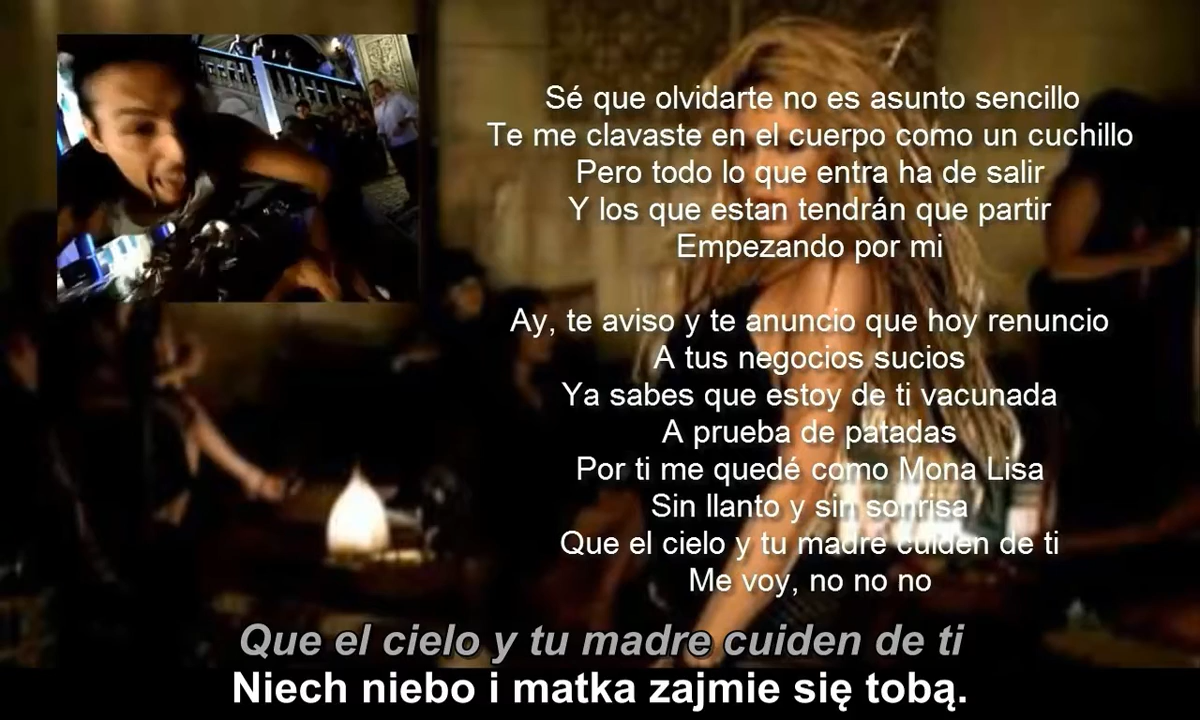 Sé que olvidarte no es asunto sencillo
Te me clavaste en el cuerpo como un cuchillo
Pero todo lo que entra ha de salir
Y los que estan tendrán que partir
Empezando por mi
Ay, te aviso y te anuncio que hoy renuncio
A tus negocios sucios
Ya sabes que estoy de ti vacunada
A prueba de patadas
Por ti me quedé como Mona Lisa
Sin llanto y sin sonrisa
Que el cielo y tu madre cuiden de ti
Me voy, no no no
Que el cielo y tu madre cuiden de ti
Niech niebo i matka zajmie się tobą.